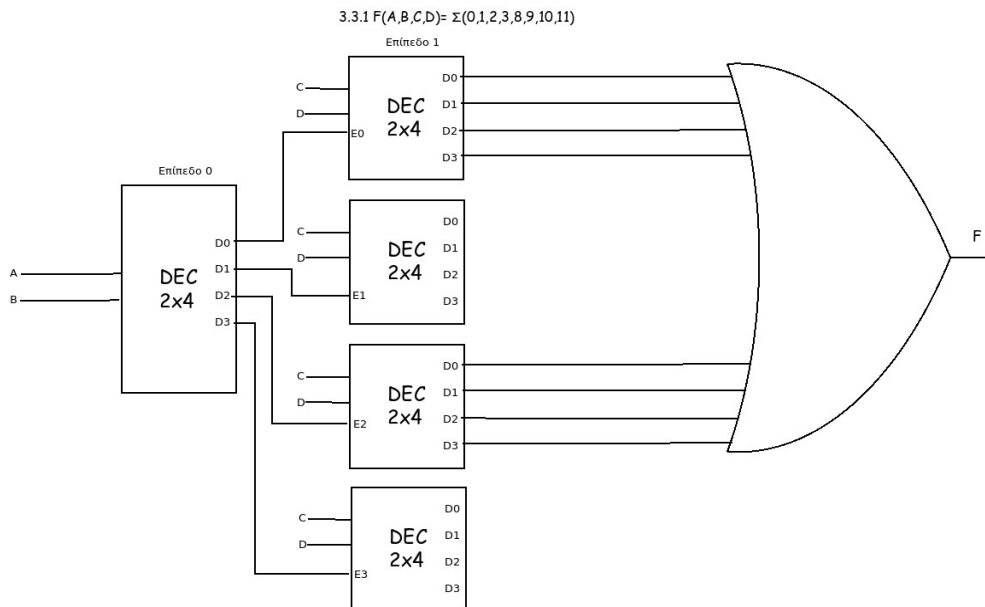 3.3.1 F(A,B,C,D)= Σ(0,1,2,3,8,9,10,11)
Επίπεδο 1
C
D
E0
DEC
2x4
D0
D1
D2
D3
Επίπεδο 0
A
B
DEC
2x4
D0
D1
D2
D3
C
D
E1
DEC
2x4
D0
D1
D2
D3
C
D
E2
DEC
2x4
D0
D1
D2
D3
C
D
E3
DEC
2x4
D0
D1
D2
D3
F